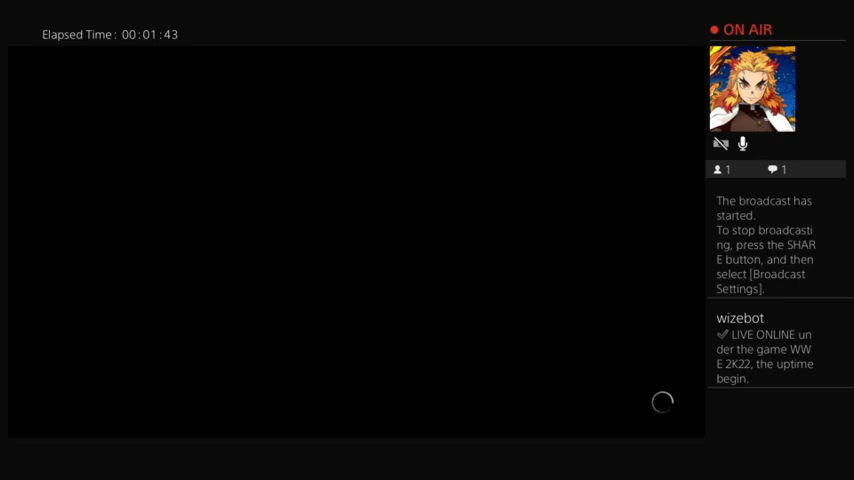 Elapsed Time: 00:01:43
ON AIR
1
1
The broadcast has
started.
To stop broadcasti
ng, press the SHAR
E button, and then
select [Broadcast
Settings].
wizebot
✓ LIVE ONLINE un
der the game WW
E 2K22, the uptime
begin.